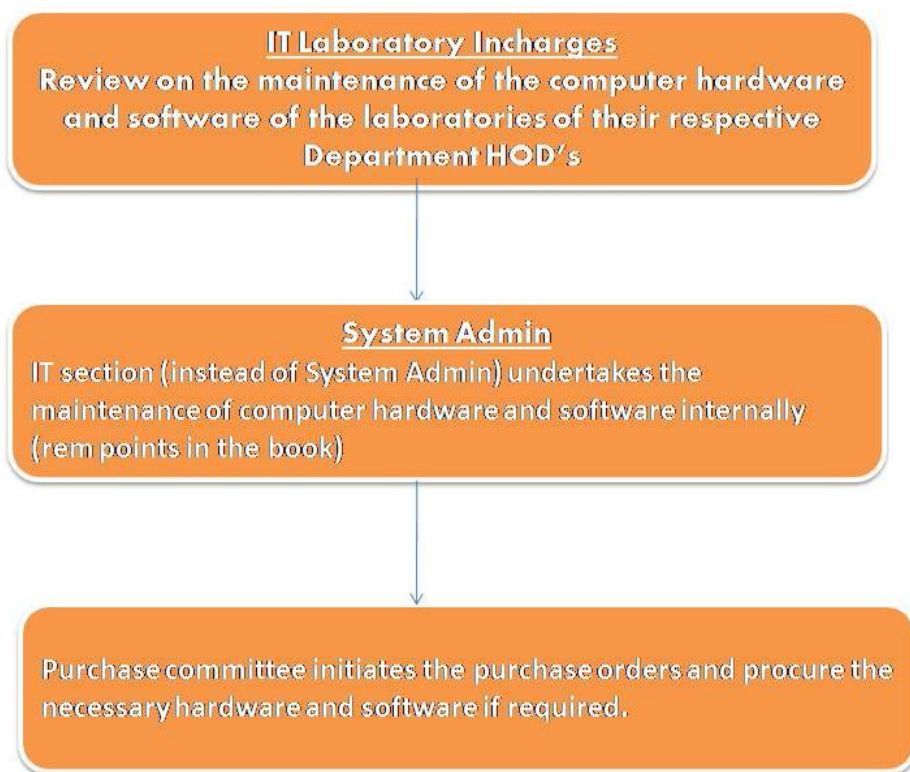 IT Laboratory Incharges
Review on the maintenance of the computer hardware
and software of the laboratories of their respective
Department HOD's
System Admin
IT section (instead of System Admin) undertakes the
maintenance of computer hardware and software internally
(rem points in the book)
Purchase committee initiates the purchase orders and procure the
necessary hardware and software if required.